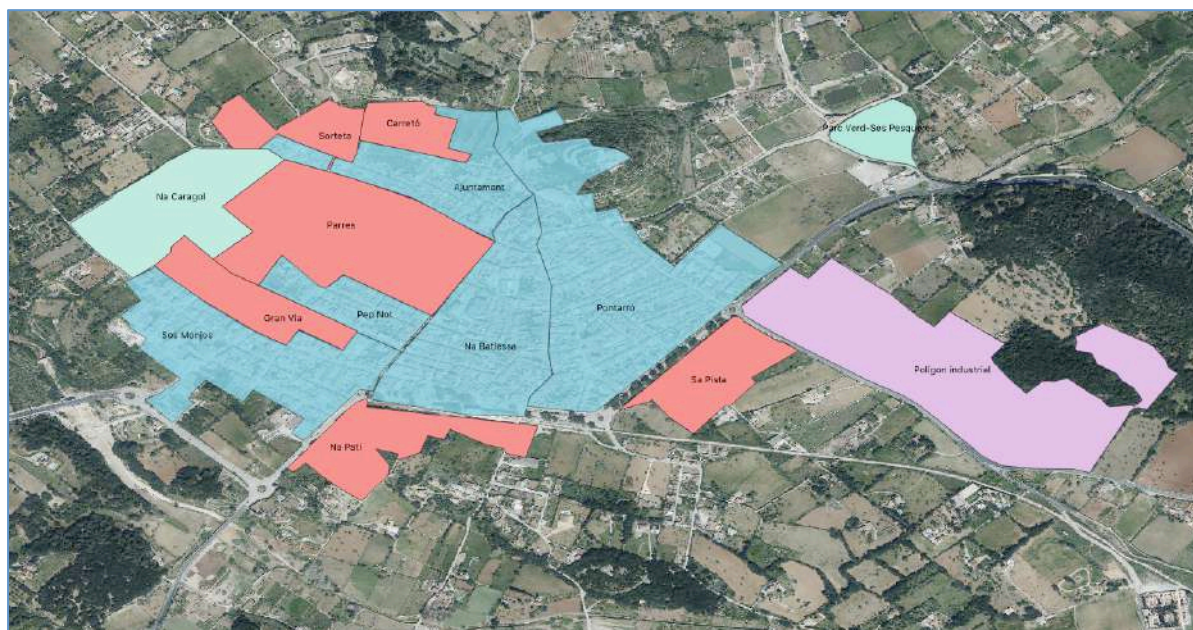 Parc Verd-Ses Pesqueres
Sorteta
Carretó
Ajuntament
Na Caragol
Parres
Pontarró
Pep Not
Gran Via
Sos Monjos
Na Batlessa
Polígon industrial
Sa Pista
Na Patí